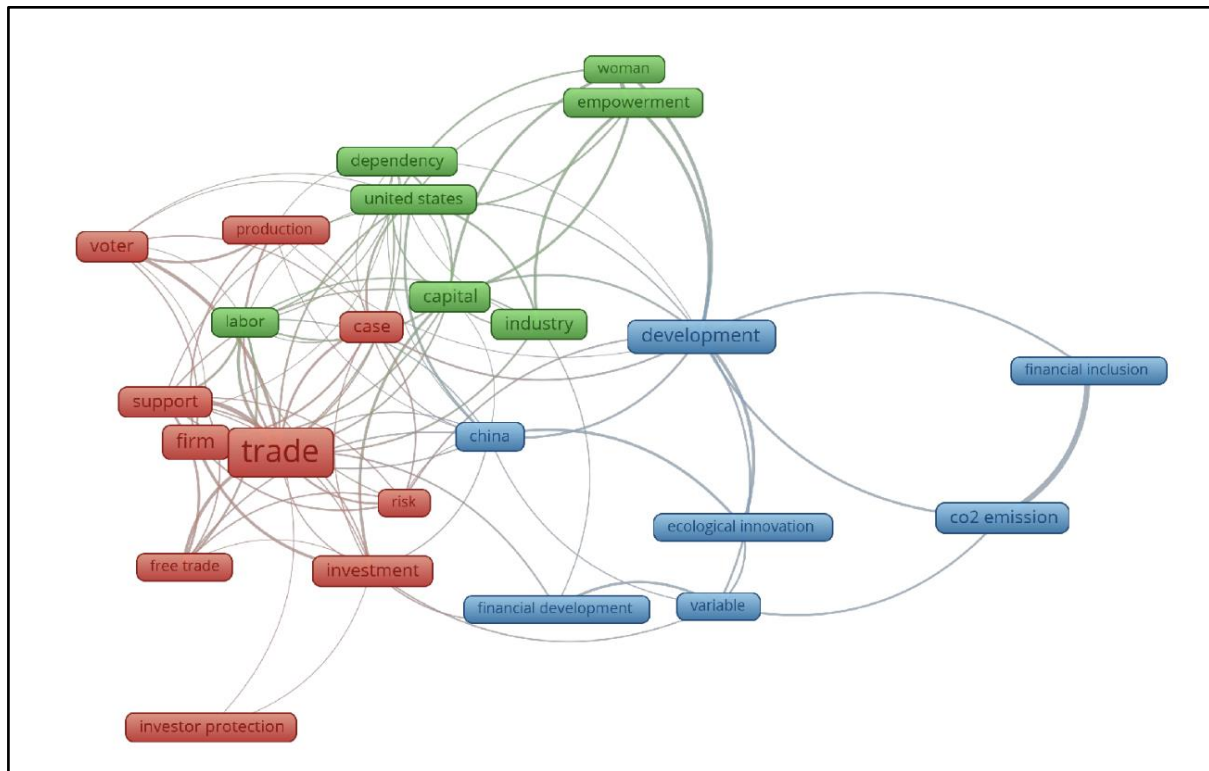 woman
empowerment
dependency
united states
production
voter
capital
labor
case
industry
development
financial inclusion
support
firm
trade
china
risk
co2 emission
ecological innovation
free trade
investment
financial development
variable
investor protection